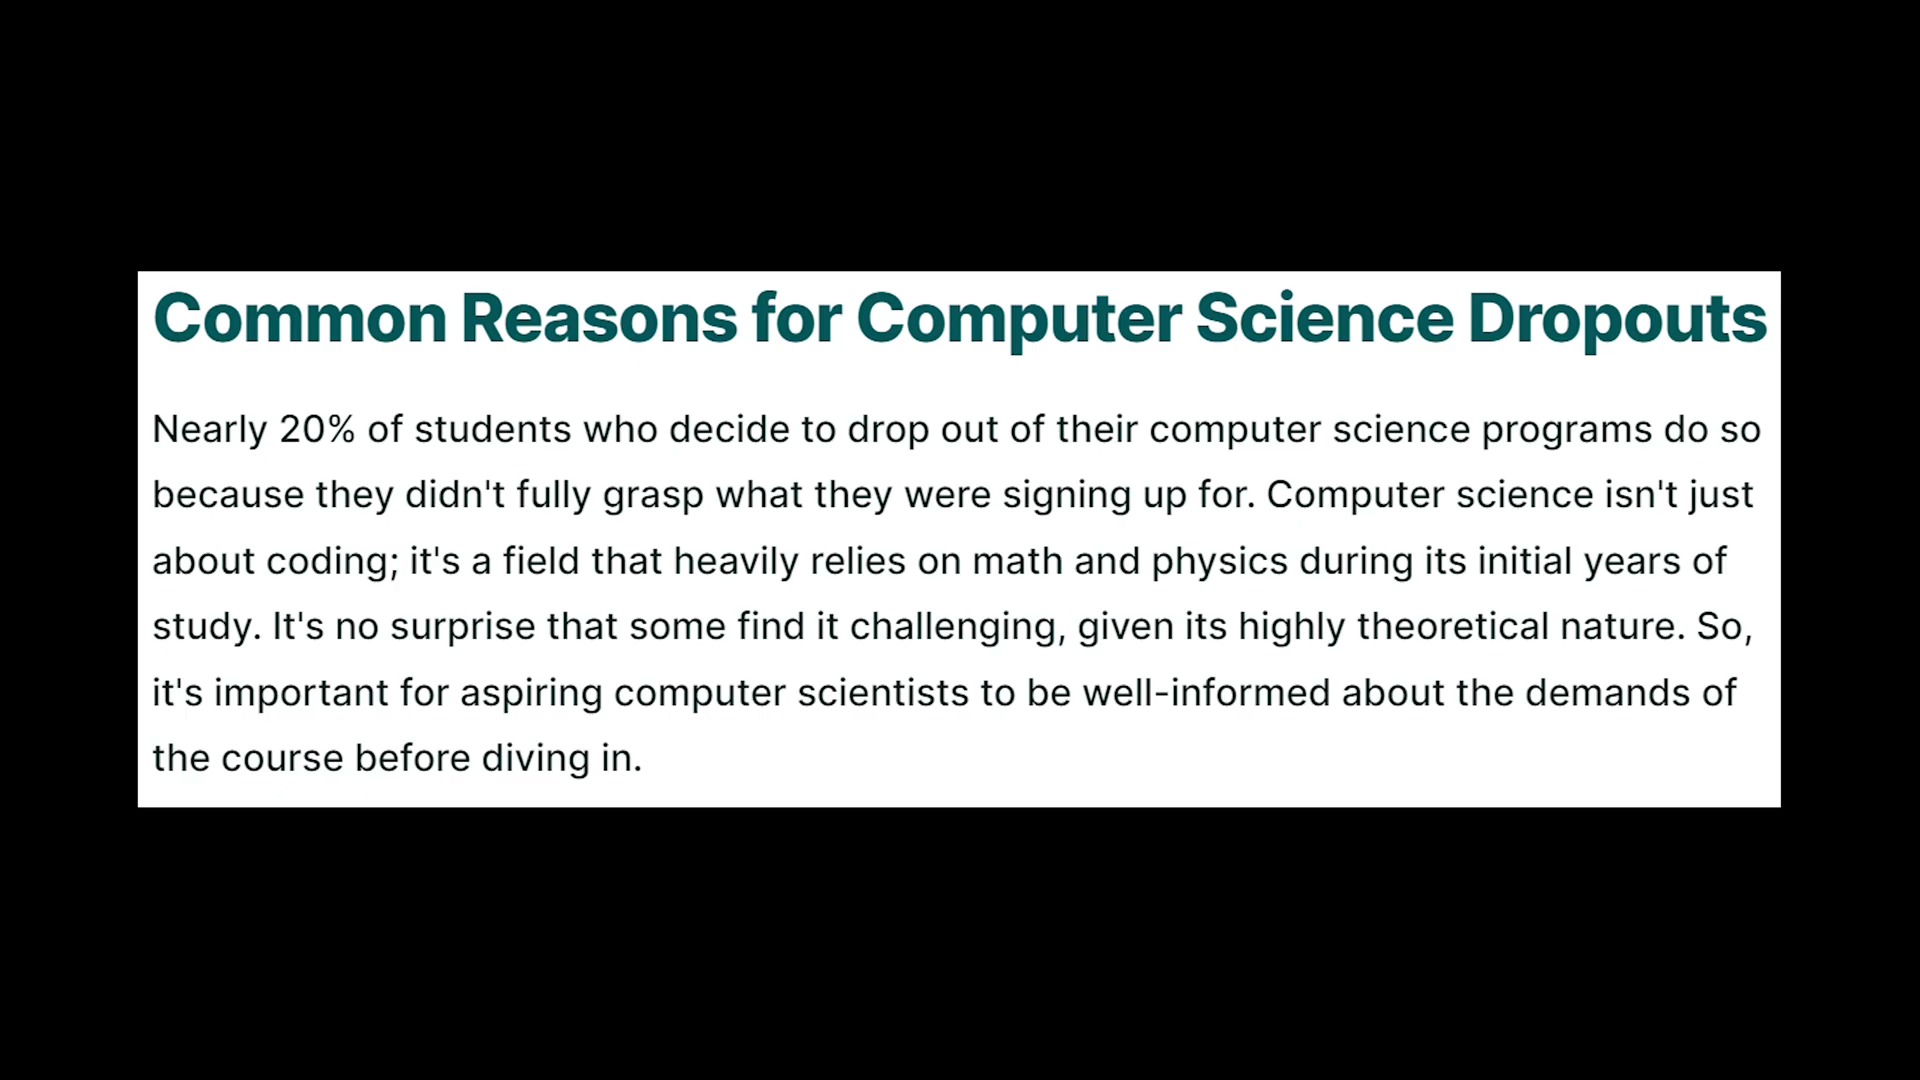 Common Reasons for Computer Science Dropouts
Nearly 20% of students who decide to drop out of their computer science programs do so
because they didn't fully grasp what they were signing up for. Computer science isn't just
about coding; it's a field that heavily relies on math and physics during its initial years of
study. It's no surprise that some find it challenging, given its highly theoretical nature. So,
it's important for aspiring computer scientists to be well-informed about the demands of
the course before diving in.